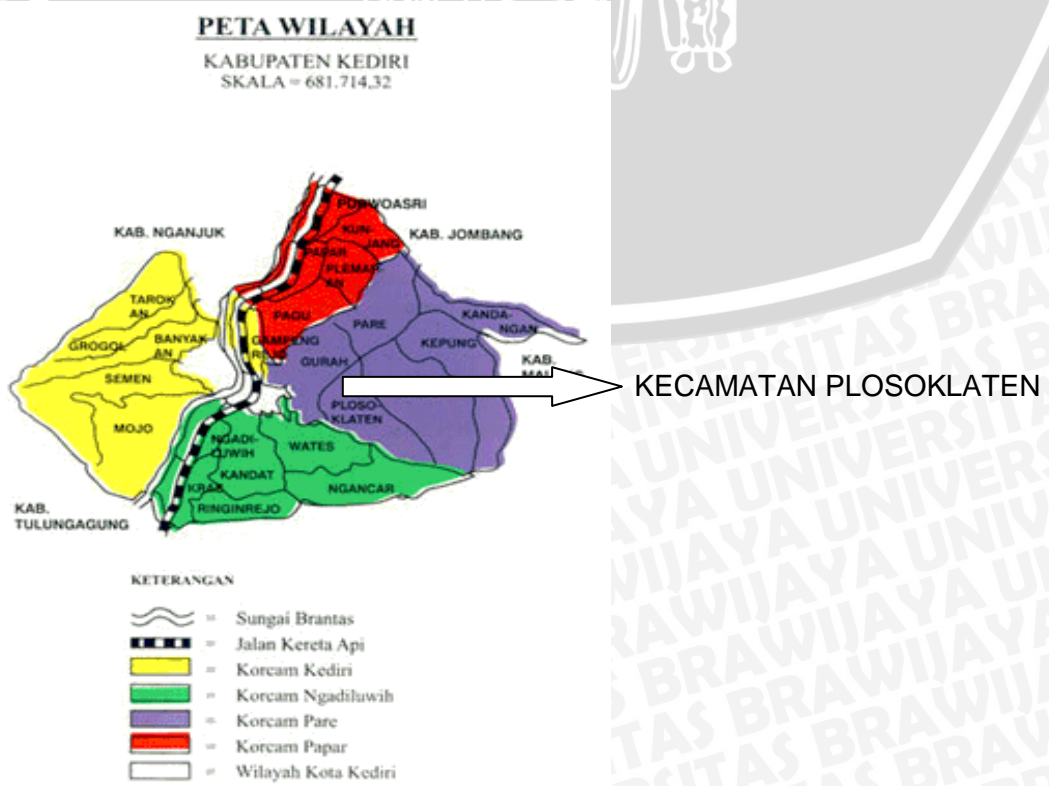 PETA WILAYAH
KABUPATEN KEDIRI
SKALA = 681.714,32
PURWOASRI
KAB. NGANJUK
KUN-
JANG
KAB. JOMBANG
PAPAR
PLEMAH-
AN
TAROK
AN
PAGU
PARE
KANDA-
NGAN
GROGOL
BANYAK
AN
GAMPENG
REJO
KEPUNG
GURAH
KAB.
SEMEN
KECAMATAN PLOSOKLATEN
PLOSO-
KLATEN
MOJO
NGADI-
LUWIH
WATES
KANDAT
KRAS
NGANCAR
KAB.
TULUNGAGUNG
RINGINREJO
KETERANGAN
= Sungai Brantas
= Jalan Kereta Api
= Korcam Kediri
= Korcam Ngadiluwih
= Korcam Pare
= Korcam Papar
= Wilayah Kota Kediri